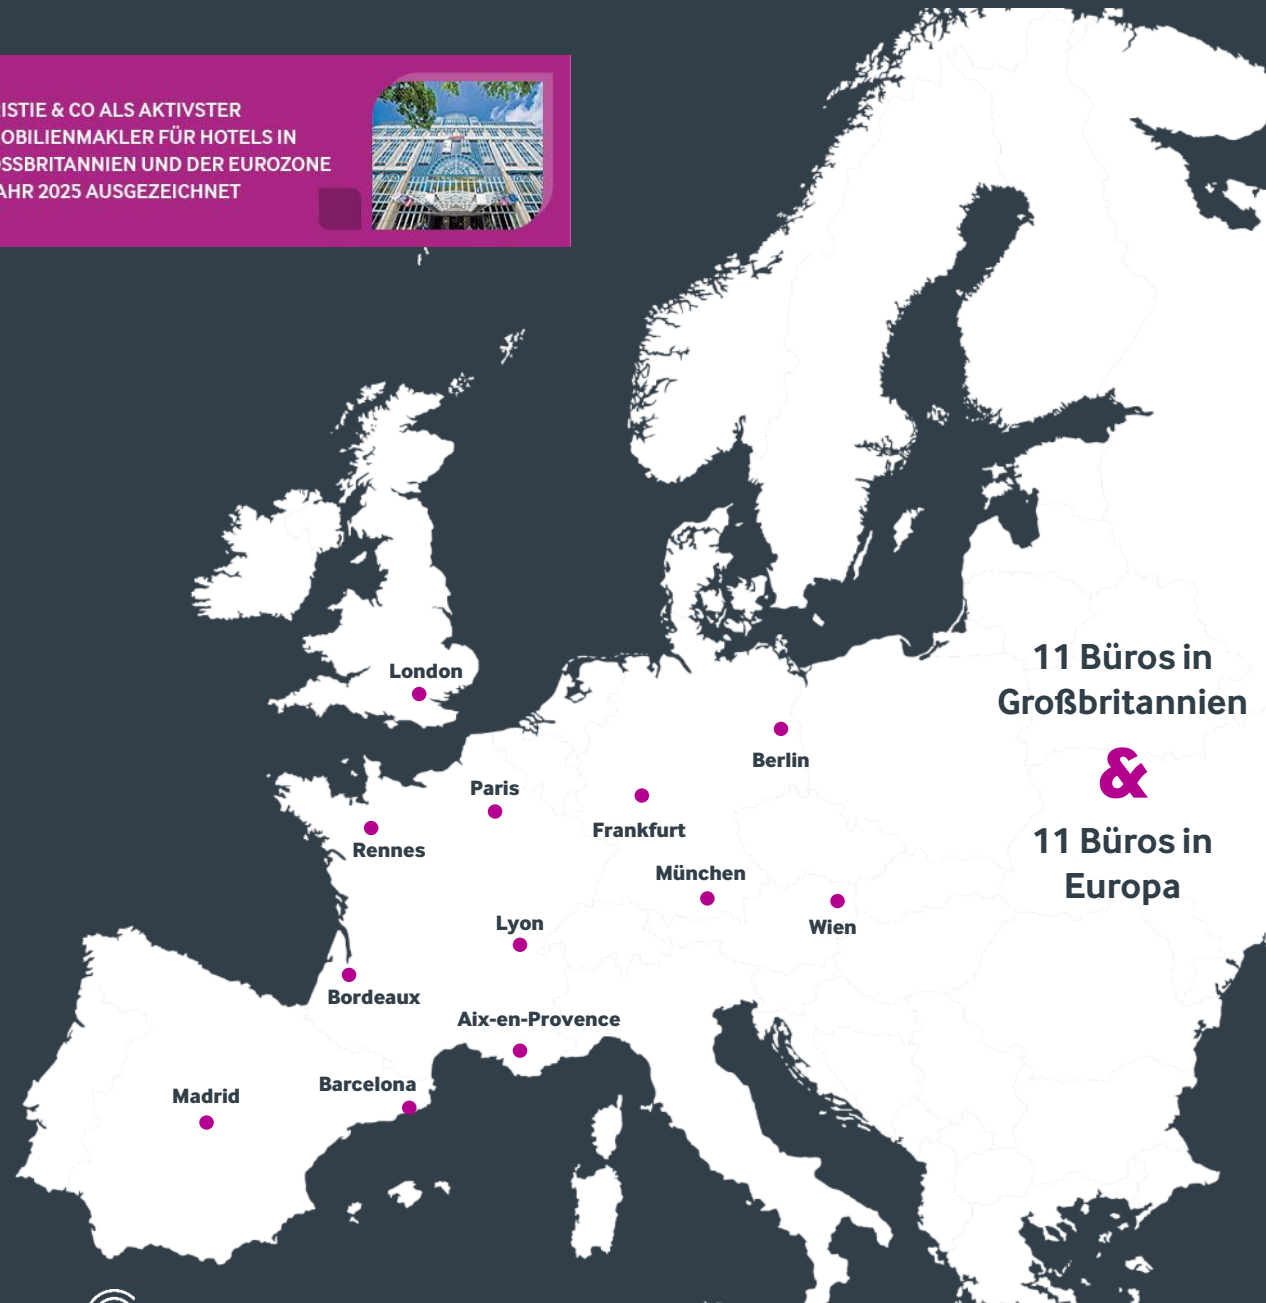 ISTIE & CO ALS AKTIVSTER
OBILIENMAKLER FÜR HOTELS IN
SSBRITANNIEN UND DER EUROZONE
AHR 2025 AUSGEZEICHNET
London
Berlin
Paris
Frankfurt
Rennes
München
Lyon
Wien
Bordeaux
Aix-en-Provence
Barcelona
Madrid
11 Büros in
Großbritannien
&
11 Büros in
Europa